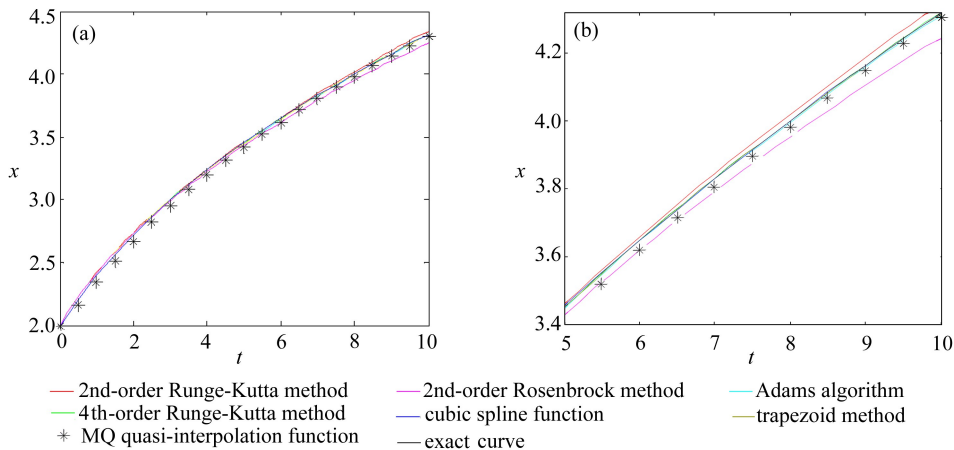 (a)
4.5
4.0
3.5
3.0
2.5
2.0
x
0 2 4 6 8 10
t
(b)
4.2
4.0
3.8
3.6
3.4
x
5 6 7 8 9 10
t
2nd-order Runge-Kutta method 2nd-order Rosenbrock method Adams algorithm
4th-order Runge-Kutta method cubic spline function trapezoid method
MQ quasi-interpolation function exact curve